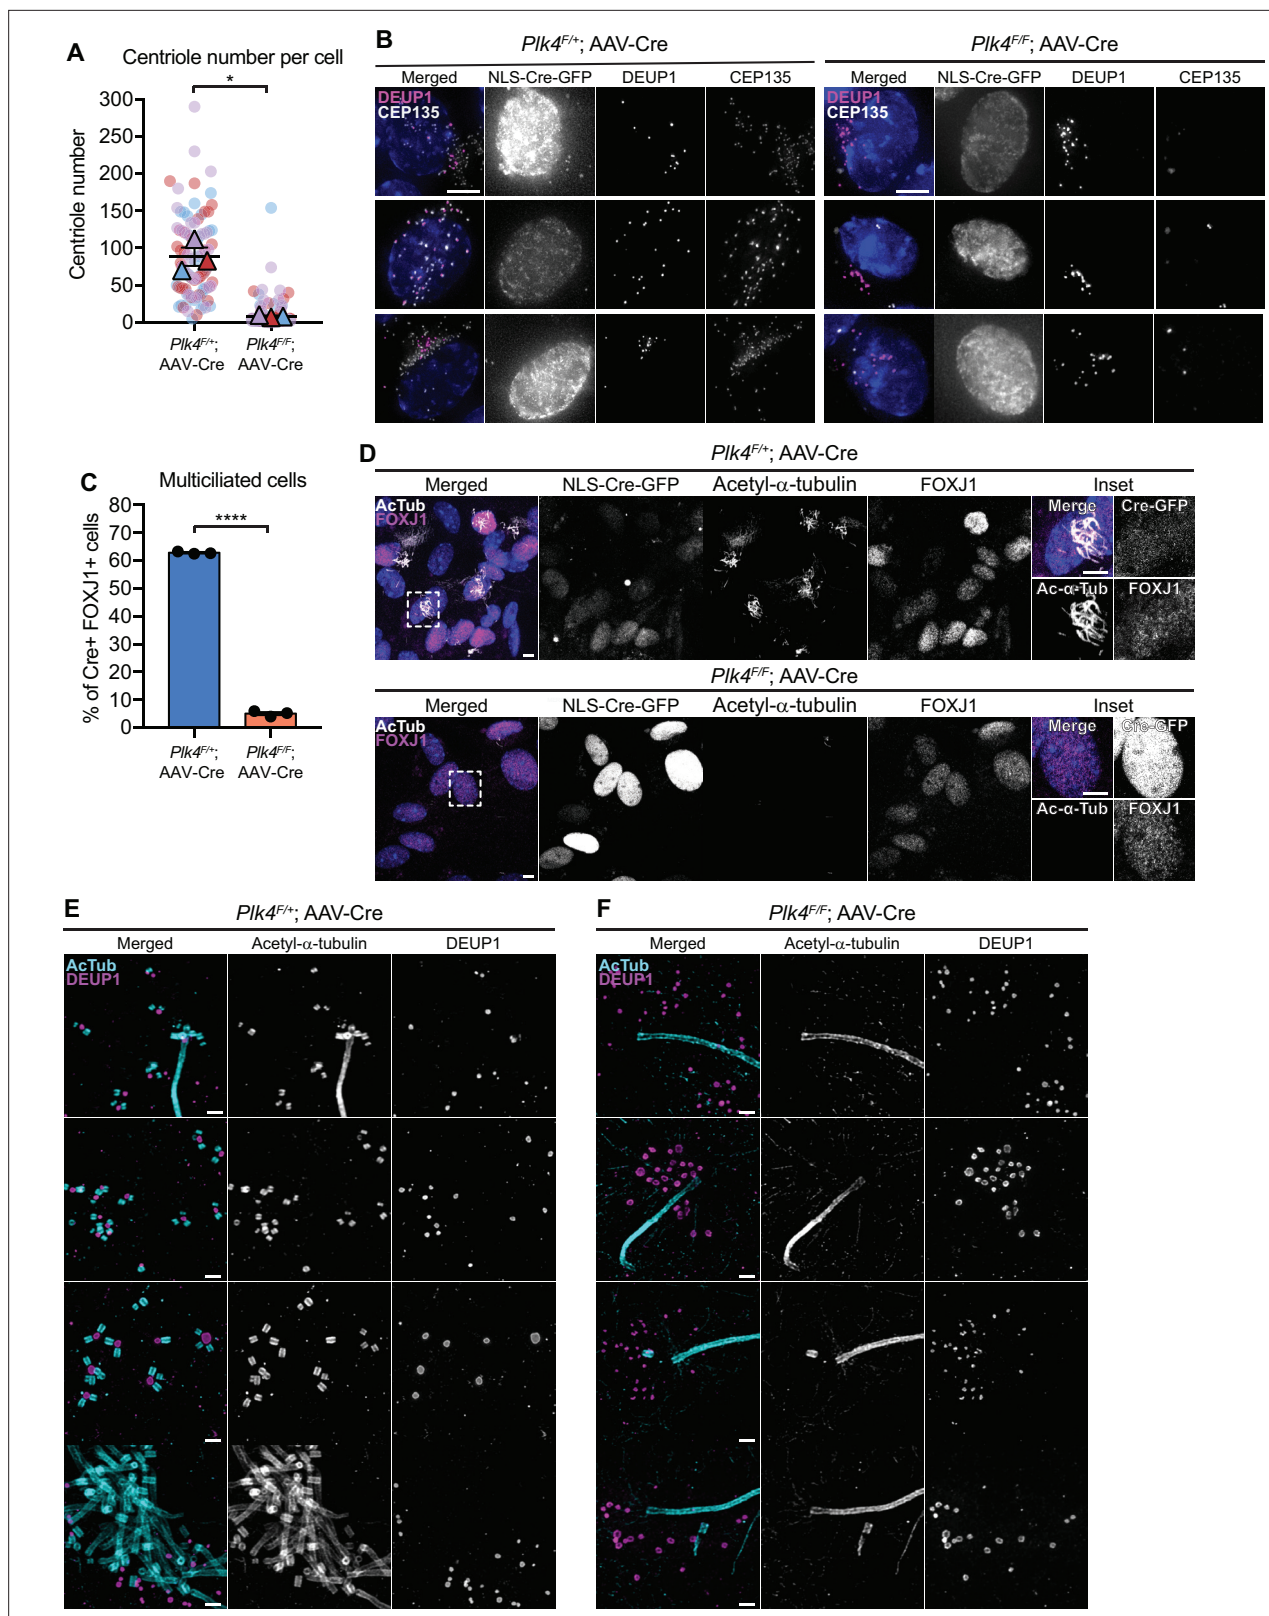 A
Centriole number per cell
*
Centriole number
300
250
200
150
100
50
0
Plk4F/+;
AAV-Cre
Plk4F/F;
AAV-Cre
B
Plk4F/+; AAV-Cre
Plk4F/F; AAV-Cre
Merged
NLS-Cre-GFP
DEUP1
CEP135
Merged
NLS-Cre-GFP
DEUP1
CEP135
DEUP1
CEP135
DEUP1
CEP135
C
Multiciliated cells
****
% of Cre+ FOXJ1+ cells
80
70
60
50
40
30
20
10
0
Plk4F/+;
AAV-Cre
Plk4F/F;
AAV-Cre
D
Plk4F/+; AAV-Cre
Merged
NLS-Cre-GFP
Acetyl-α-tubulin
FOXJ1
Inset
AcTub
FOXJ1
Merge
Cre-GFP
Ac-α-Tub
FOXJ1
Plk4F/F; AAV-Cre
Merged
NLS-Cre-GFP
Acetyl-α-tubulin
FOXJ1
Inset
AcTub
FOXJ1
Merge
Cre-GFP
Ac-α-Tub
FOXJ1
E
Plk4F/+; AAV-Cre
Merged
Acetyl-α-tubulin
DEUP1
AcTub
DEUP1
F
Plk4F/F; AAV-Cre
Merged
Acetyl-α-tubulin
DEUP1
AcTub
DEUP1